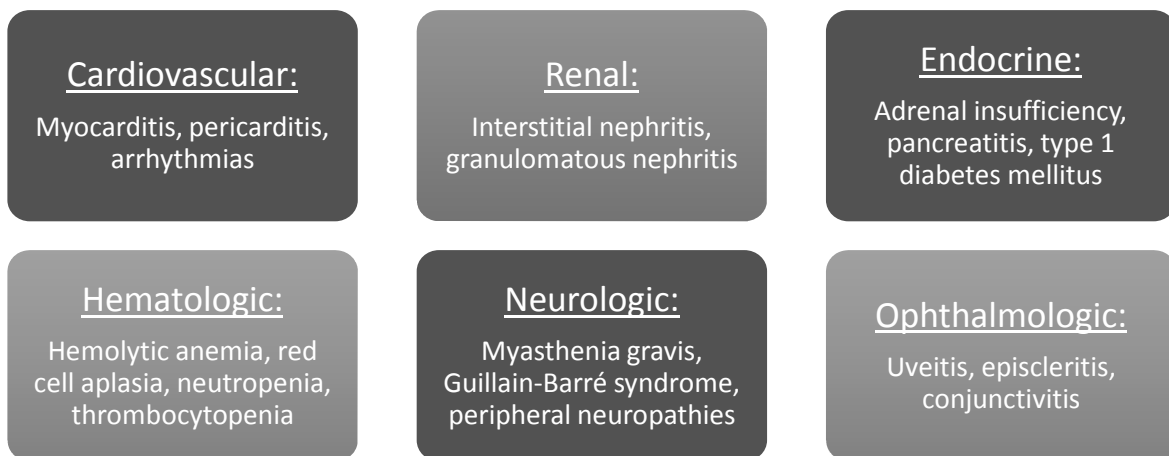 Cardiovascular:
Myocarditis, pericarditis,
arrhythmias
Renal:
Interstitial nephritis,
granulomatous nephritis
Endocrine:
Adrenal insufficiency,
pancreatitis, type 1
diabetes mellitus
Hematologic:
Hemolytic anemia, red
cell aplasia, neutropenia,
thrombocytopenia
Neurologic:
Myasthenia gravis,
Guillain-Barré syndrome,
peripheral neuropathies
Ophthalmologic:
Uveitis, episcleritis,
conjunctivitis